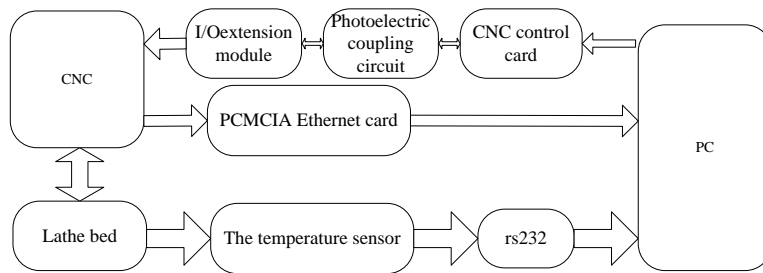 I/Oextension
module
Photoelectric
coupling
circuit
CNC control
card
CNC
PCMCIA Ethernet card
PC
Lathe bed
The temperature sensor
rs232